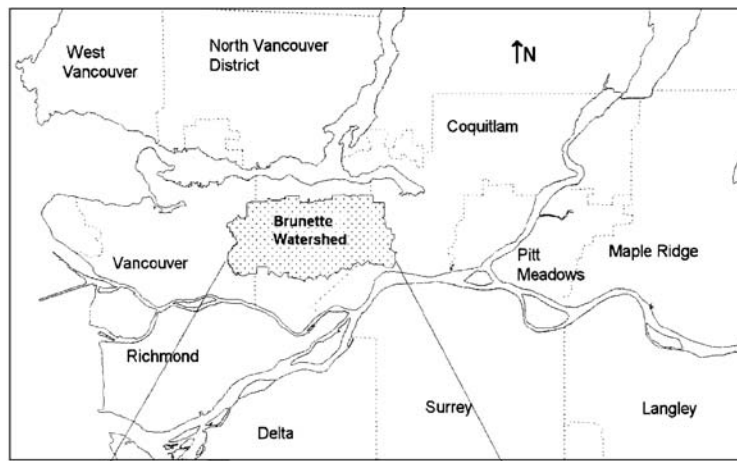 West
Vancouver
North Vancouver
District
↑N
Coquitlam
Brunette
Watershed
Vancouver
Pitt
Meadows
Maple Ridge
Richmond
Delta
Surrey
Langley